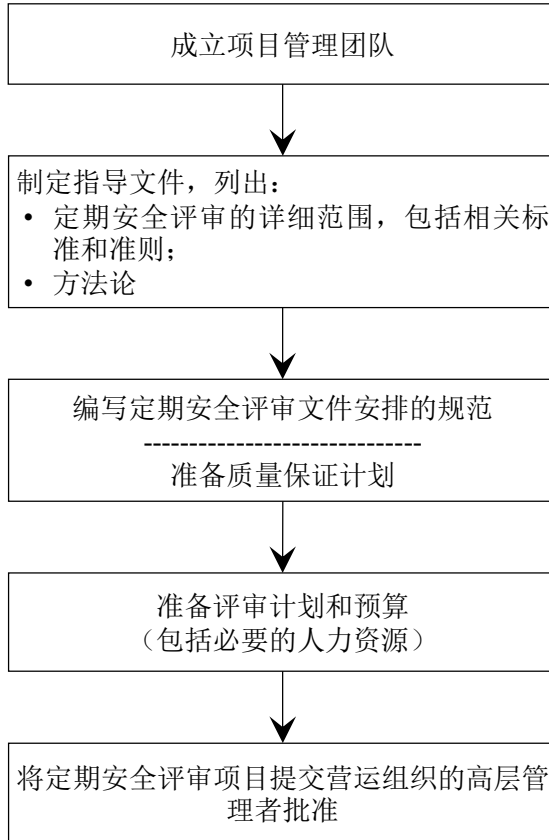 成立项目管理团队
制定指导文件，列出：
• 定期安全评审的详细范围，包括相关标
准和准则；
• 方法论
编写定期安全评审文件安排的规范
------------------------------
准备质量保证计划
准备评审计划和预算
（包括必要的人力资源）
将定期安全评审项目提交营运组织的高层管
理者批准